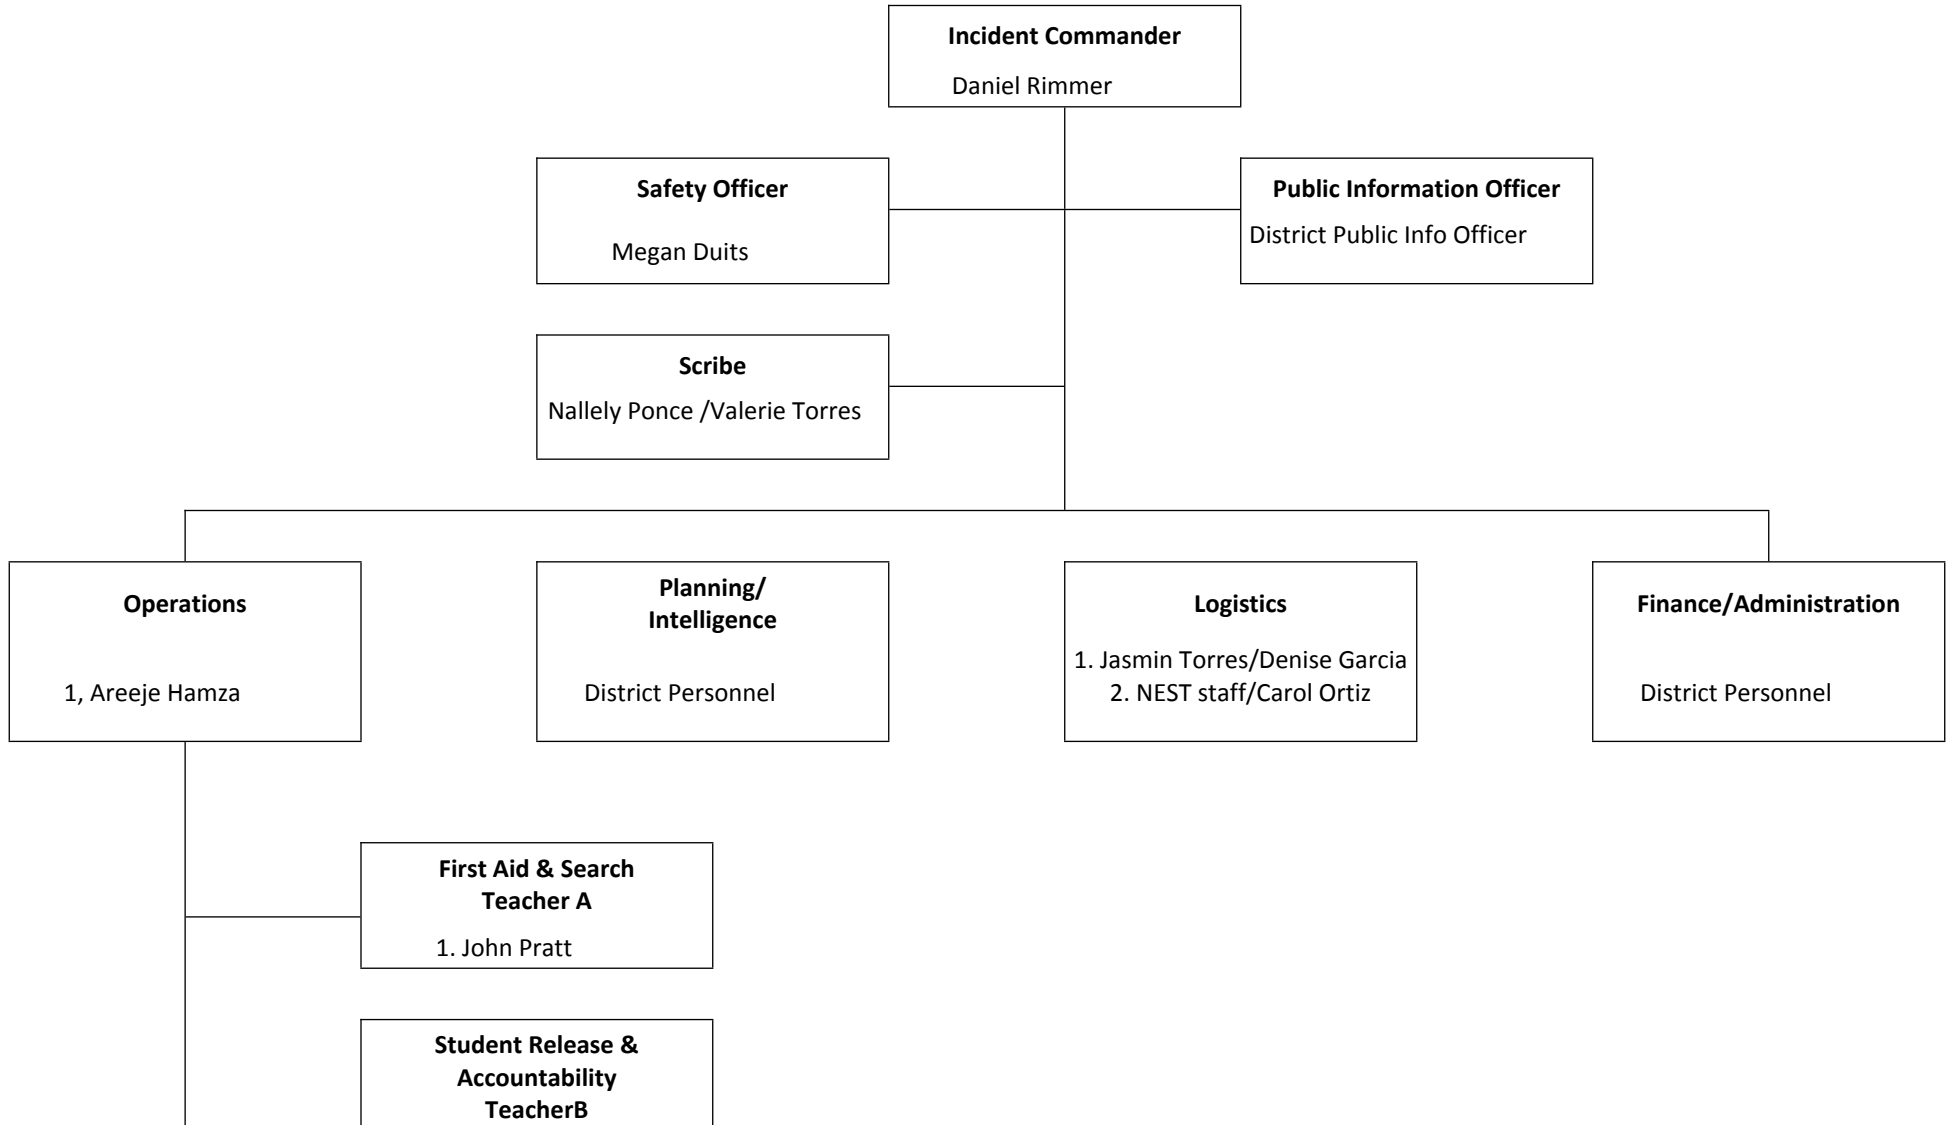 Incident Commander
Daniel Rimmer
Safety Officer
Megan Duits
Public Information Officer
District Public Info Officer
Scribe
Nallely Ponce /Valerie Torres
Operations
1, Areeje Hamza
Planning/
Intelligence
District Personnel
Logistics
1. Jasmin Torres/Denise Garcia
2. NEST staff/Carol Ortiz
Finance/Administration
District Personnel
First Aid & Search
Teacher A
1. John Pratt
Student Release &
Accountability
TeacherB